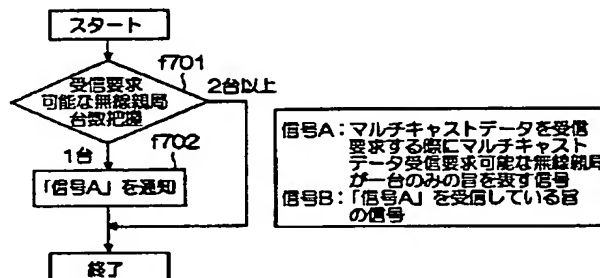 スタート
f701
受信要求
可能な無線親局
台数把握
2台以上
1台
f702
「信号A」を通知
終了
信号A：マルチキャストデータを受信
要求する際にマルチキャスト
データ受信要求可能な無線親局
が一台のみの旨を表す信号
信号B：「信号A」を受信している旨
の信号